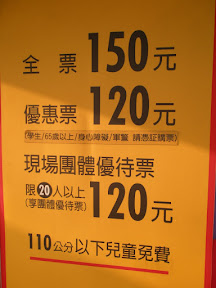 全 票 150元
優惠票 120元
(學生/65歲以上/身心障礙/軍警 請憑証購票)
現場團體優待票
限20人以上 120元
(享團體優待票)
110公分以下兒童免費